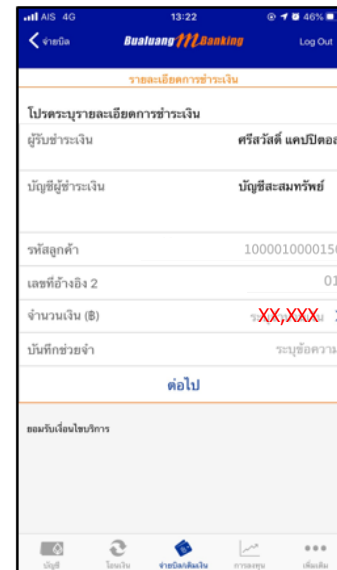 AIS 4G 13:22 46%
จ่ายบิล Bualuang M Banking Log Out
รายละเอียดการชำระเงิน
โปรดระบุรายละเอียดการชำระเงิน
ผู้รับชำระเงิน ศรีสวัสดิ์ แคปปิตอล
บัญชีผู้ชำระเงิน บัญชีสะสมทรัพย์
รหัสลูกค้า 1000010000150
เลขที่อ้างอิง 2 01
จำนวนเงิน (฿) XX,XXX
บันทึกช่วยจำ ระบุข้อความ
ต่อไป
ยอมรับเงื่อนไขบริการ
บัญชี โอนเงิน จ่ายบิล/เติมเงิน การลงทุน เพิ่มเติม